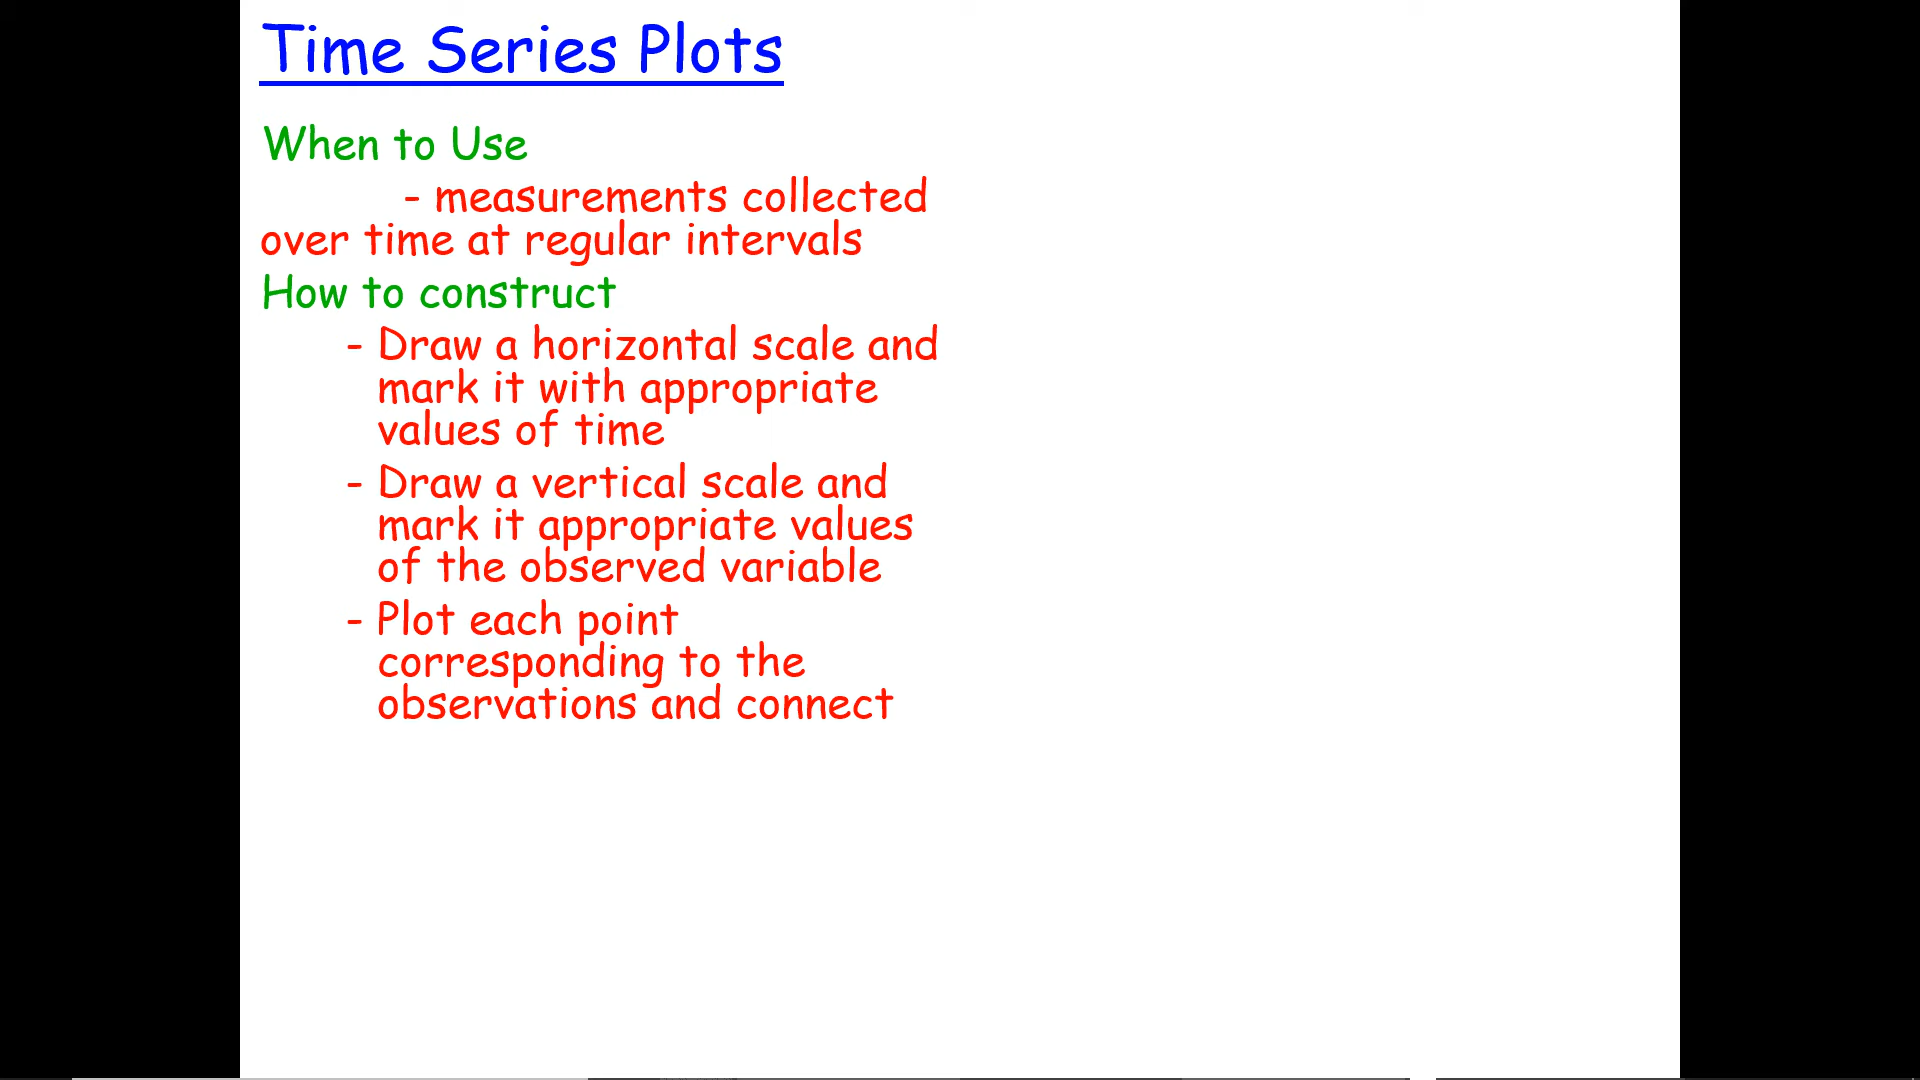 Time Series Plots
When to Use
- measurements collected
over time at regular intervals
How to construct
- Draw a horizontal scale and
mark it with appropriate
values of time
- Draw a vertical scale and
mark it appropriate values
of the observed variable
- Plot each point
corresponding to the
observations and connect